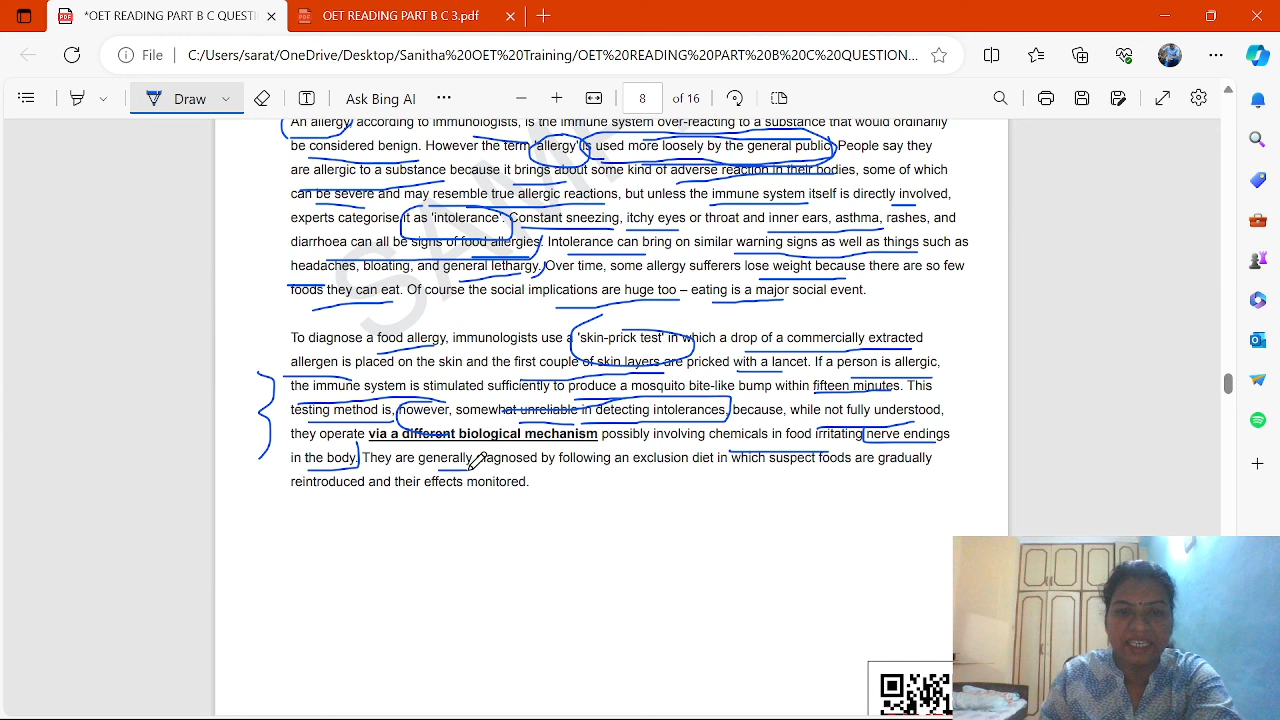 *OET READING PART B C QUESTI
OET READING PART B C 3.pdf
File
C:/Users/sarat/OneDrive/Desktop/Sanitha%20OET%20Training/OET%20READING%20PART%20B%20C%20QUESTION...
Draw
Ask Bing AI
8
of 16
An allergy, according to immunologists, is the immune system over-reacting to a substance that would ordinarily
be considered benign. However the term 'allergy' is used more loosely by the general public. People say they
are allergic to a substance because it brings about some kind of adverse reaction in their bodies, some of which
can be severe and may resemble true allergic reactions, but unless the immune system itself is directly involved,
experts categorise it as 'intolerance'. Constant sneezing, itchy eyes or throat and inner ears, asthma, rashes, and
diarrhoea can all be signs of food allergies. Intolerance can bring on similar warning signs as well as things such as
headaches, bloating, and general lethargy. Over time, some allergy sufferers lose weight because there are so few
foods they can eat. Of course the social implications are huge too – eating is a major social event.
To diagnose a food allergy, immunologists use a 'skin-prick test' in which a drop of a commercially extracted
allergen is placed on the skin and the first couple of skin layers are pricked with a lancet. If a person is allergic,
the immune system is stimulated sufficiently to produce a mosquito bite-like bump within fifteen minutes. This
testing method is, however, somewhat unreliable in detecting intolerances, because, while not fully understood,
they operate via a different biological mechanism possibly involving chemicals in food irritating nerve endings
in the body. They are generally diagnosed by following an exclusion diet in which suspect foods are gradually
reintroduced and their effects monitored.
SAM